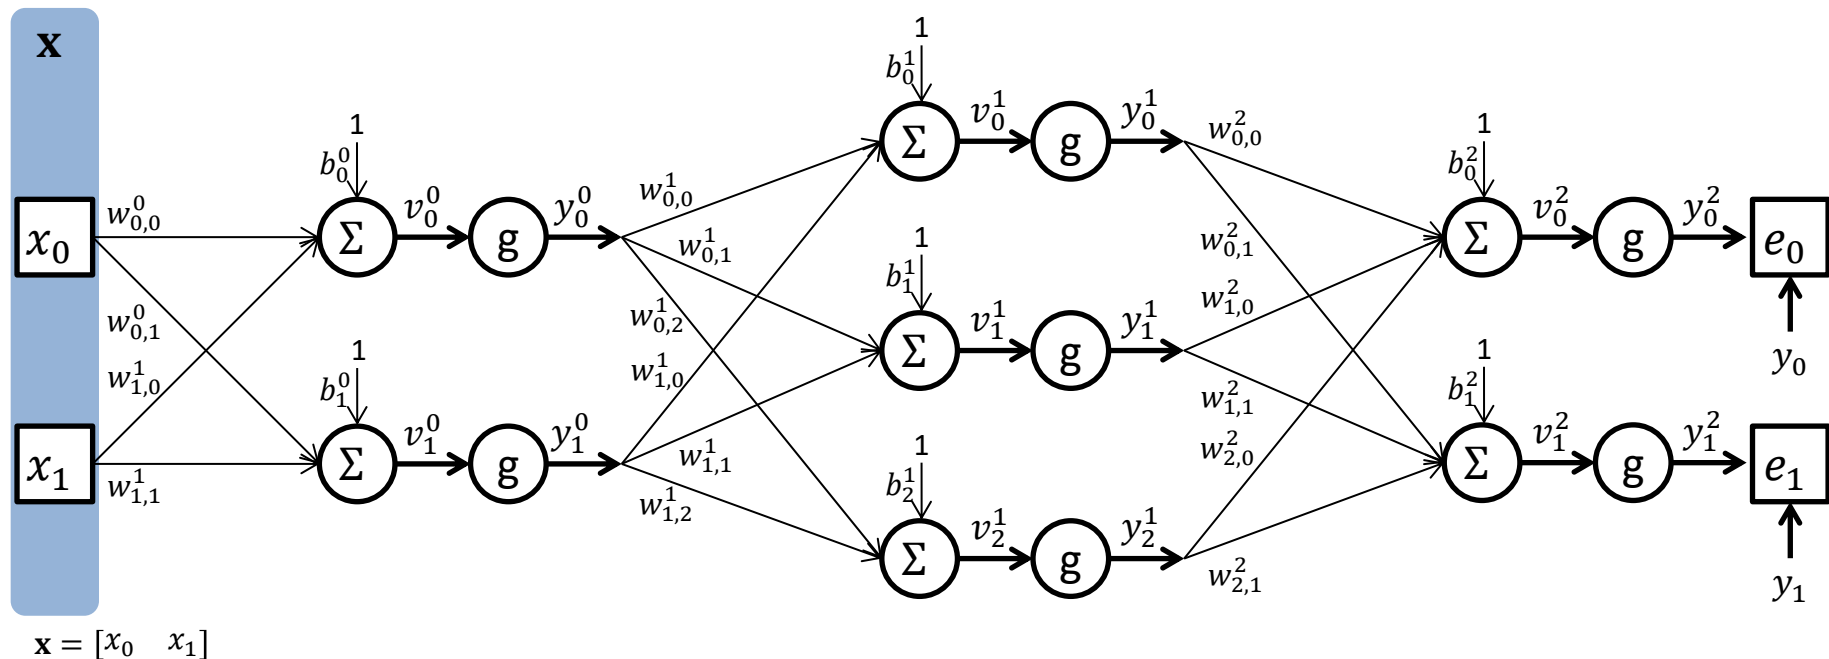 𝐱
x_0
x_1
w_{0,0}^0
w_{0,1}^0
w_{1,0}^1
w_{1,1}^1
1
b_0^0
Σ
v_0^0
g
y_0^0
1
b_1^0
Σ
v_1^0
g
y_1^0
w_{0,0}^1
w_{0,1}^1
w_{0,2}^1
w_{1,0}^1
w_{1,1}^1
w_{1,2}^1
1
b_0^1
Σ
v_0^1
g
y_0^1
1
b_1^1
Σ
v_1^1
g
y_1^1
1
b_2^1
Σ
v_2^1
g
y_2^1
w_{0,0}^2
w_{0,1}^2
w_{1,0}^2
w_{1,1}^2
w_{2,0}^2
w_{2,1}^2
1
b_0^2
Σ
v_0^2
g
y_0^2
e_0
y_0
1
b_1^2
Σ
v_1^2
g
y_1^2
e_1
y_1
𝐱 = [x_0 x_1]